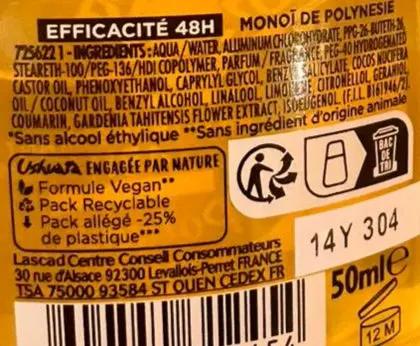 EFFICACITÉ 48H
MONOÏ DE POLYNESIE
725622 1 - INGREDIENTS: AQUA / WATER, ALUMINUM CHLOROHYDRATE, PPG-26-BUTETH-26,
STEARETH-100/PEG-136/HDI COPOLYMER, PARFUM / FRAGRANCE, PEG-40 HYDROGENATED
CASTOR OIL, PHENOXYETHANOL, CAPRYLYL GLYCOL, BENZYL SALICYLATE, COCOS NUCIFERA
OIL / COCONUT OIL, BENZYL ALCOHOL, LINALOOL, LIMONENE, CITRONELLOL, GERANIOL,
COUMARIN, GARDENIA TAHITENSIS FLOWER EXTRACT, ISOEUGENOL. (F.I.L. B161946/2)
*Sans alcool éthylique **Sans ingrédient d'origine animale
Ushuaïa ENGAGÉE PAR NATURE
Formule Vegan**
Pack Recyclable
Pack allégé -25%
de plastique***
BAC
DE
TRI
Lascad Centre Conseil Consommateurs
30 rue d'Alsace 92300 Levallois-Perret FRANCE
TSA 75000 93584 ST OUEN CEDEX FR
14Y 304
50ml e
12 M